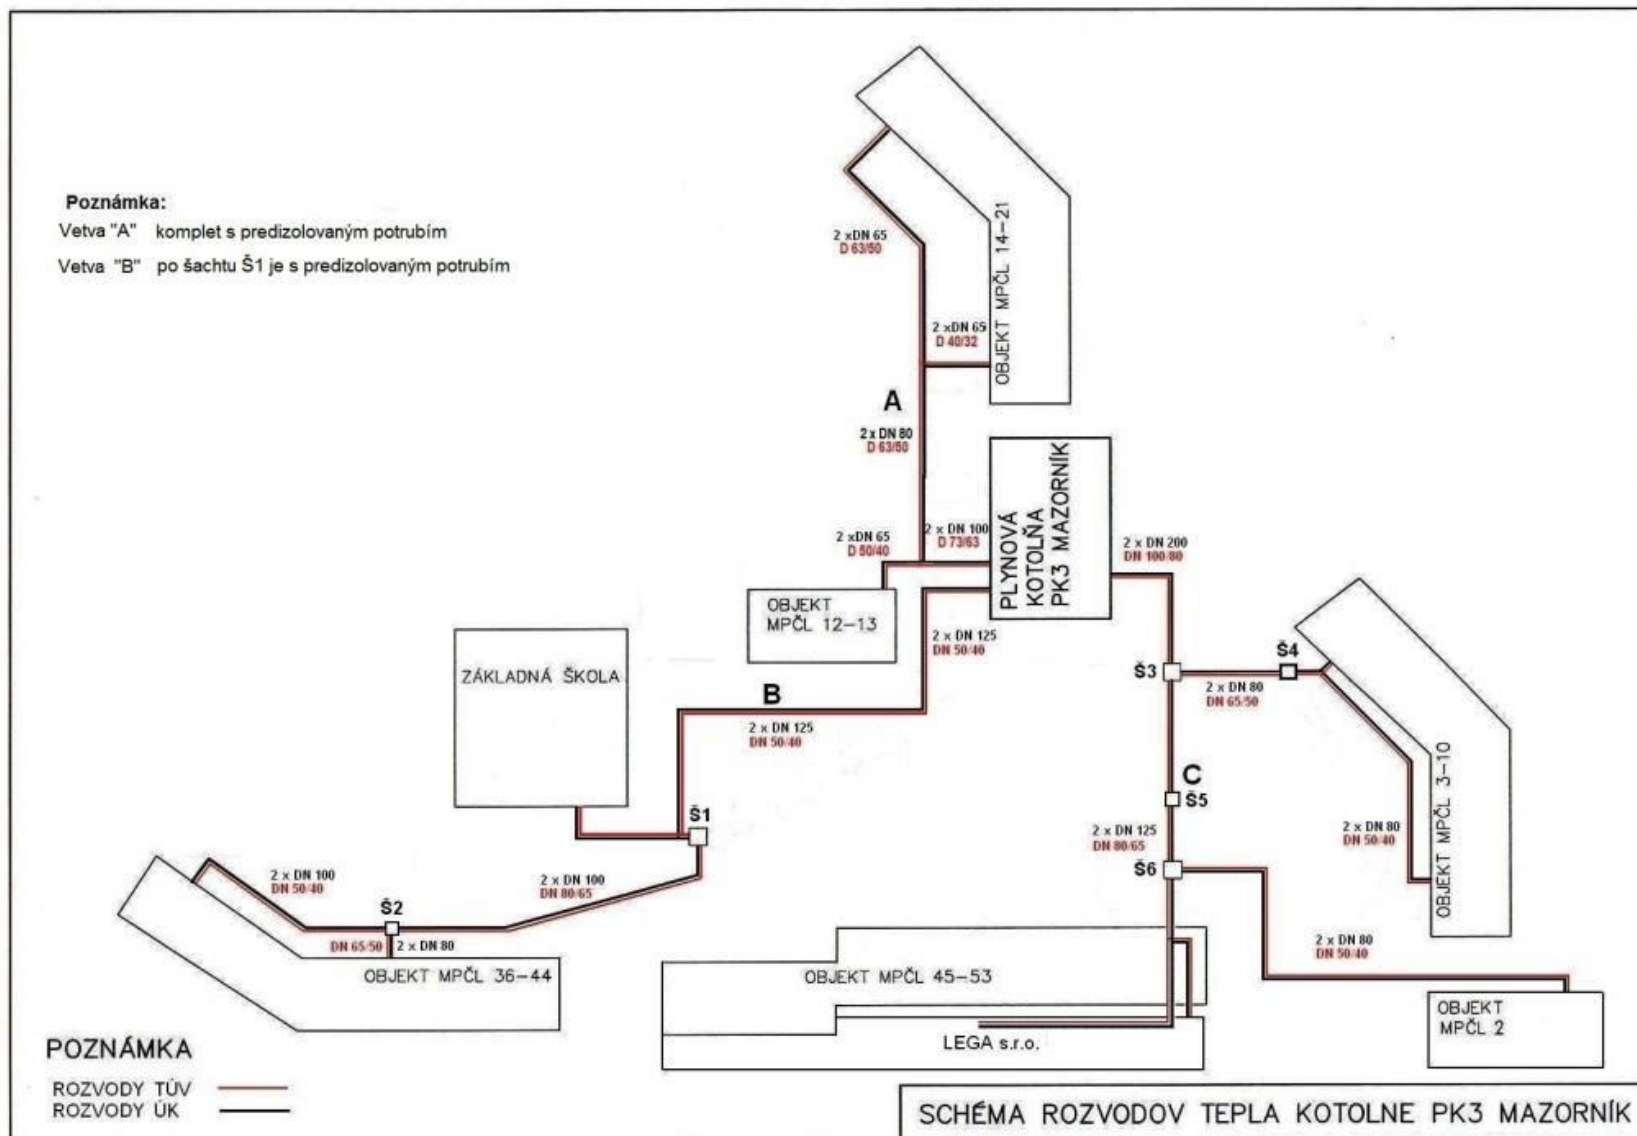 Poznámka:
Vetva "A" komplet s predizolovaným potrubím
Vetva "B" po šachtu Š1 je s predizolovaným potrubím
2 xDN 65
D 63/50
OBJEKT MPČL 14-21
2 xDN 65
D 40/32
A
2 x DN 80
D 63/50
PLYNOVÁ
KOTOLŇA
PK3 MAZORNÍK
2 xDN 65
D 50/40
2 x DN 100
D 73/63
2 x DN 200
DN 100/80
OBJEKT
MPČL 12-13
2 x DN 125
DN 50/40
ZÁKLADNÁ ŠKOLA
B
2 x DN 125
DN 50/40
Š3
Š4
2 x DN 80
DN 65/50
C
Š5
OBJEKT MPČL 3-10
Š1
2 x DN 125
DN 80/65
2 x DN 80
DN 50/40
Š6
2 x DN 100
DN 50/40
2 x DN 100
DN 80/65
Š2
DN 65/50
2 x DN 80
OBJEKT MPČL 36-44
OBJEKT MPČL 45-53
2 x DN 80
DN 50/40
OBJEKT
MPČL 2
LEGA s.r.o.
POZNÁMKA
ROZVODY TÚV
ROZVODY ÚK
SCHÉMA ROZVODOV TEPLA KOTOLNE PK3 MAZORNÍK